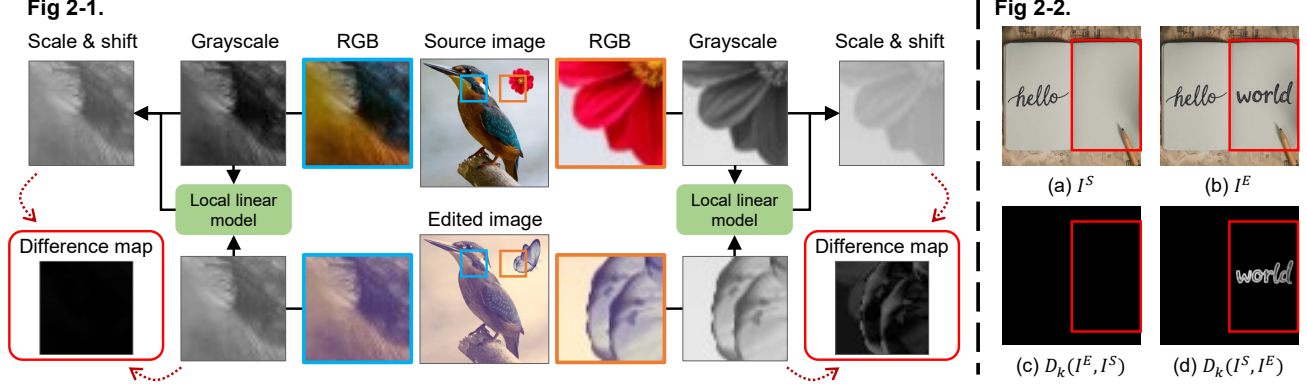 Fig 2-1.
Scale & shift
Grayscale
RGB
Source image
RGB
Grayscale
Scale & shift
Local linear
model
Local linear
model
Edited image
Difference map
Difference map
Fig 2-2.
hello
hello world
(a) I^S
(b) I^E
world
(c) D_k(I^E, I^S)
(d) D_k(I^S, I^E)